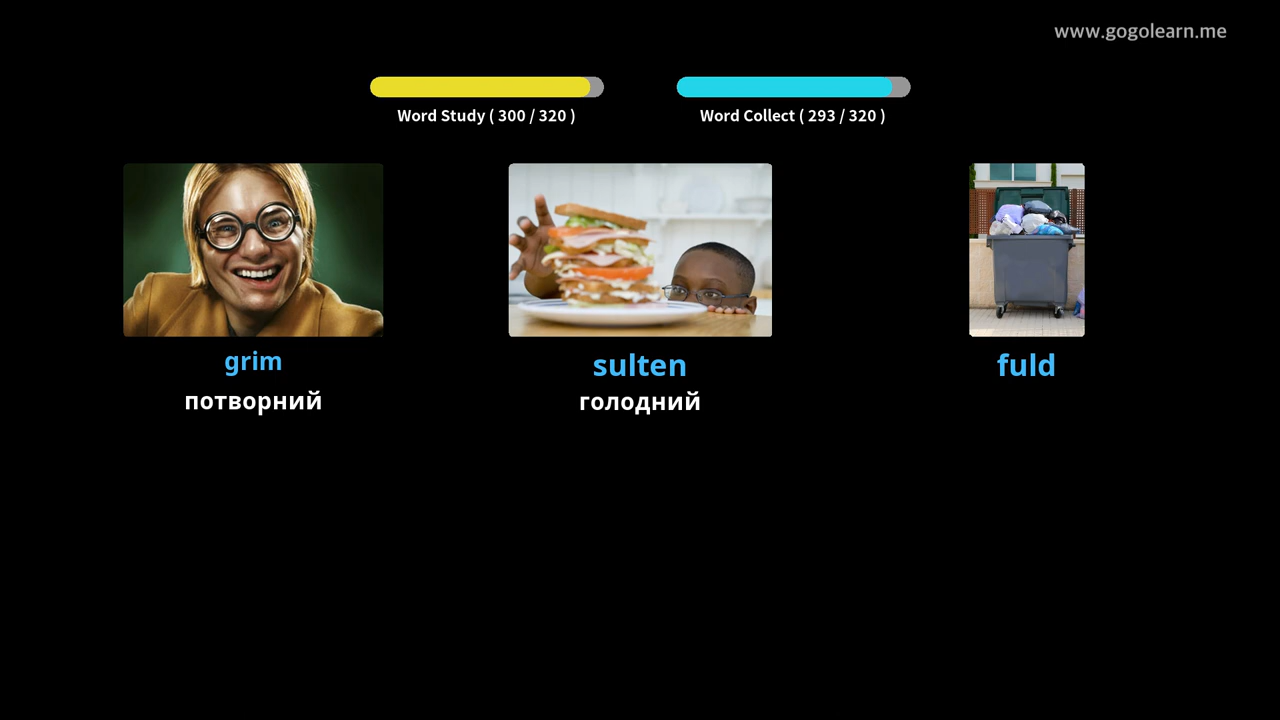 www.gogolearn.me
Word Study ( 300 / 320 )
Word Collect ( 293 / 320 )
grim
sulten
fuld
потворний
голодний